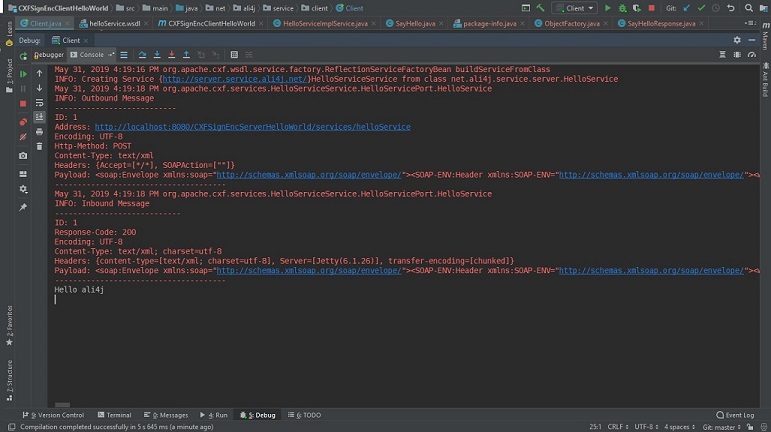 CXFSignEncClientHelloWorld src main java net ali4j service client Client Client Git:
Client.java helloService.wsdl CXFSignEncClientHelloWorld HelloServiceImplService.java SayHello.java package-info.java ObjectFactory.java SayHelloResponse.java
Debug: Client
Debugger Console
May 31, 2019 4:19:16 PM org.apache.cxf.wsdl.service.factory.ReflectionServiceFactoryBean buildServiceFromClass
INFO: Creating Service {http://server.service.ali4j.net/}HelloService from class net.ali4j.service.server.HelloService
May 31, 2019 4:19:18 PM org.apache.cxf.services.HelloServiceService.HelloServicePort.HelloService
INFO: Outbound Message
---------------------------
ID: 1
Address: http://localhost:8080/CXFSignEncServerHelloWorld/services/helloService
Encoding: UTF-8
Http-Method: POST
Content-Type: text/xml
Headers: {Accept=[*/*], SOAPAction=[""]}
Payload: <soap:Envelope xmlns:soap="http://schemas.xmlsoap.org/soap/envelope/"><SOAP-ENV:Header xmlns:SOAP-ENV="http://schemas.xmlsoap.org/soap/envelope/"><
--------------------------------------
May 31, 2019 4:19:18 PM org.apache.cxf.services.HelloServiceService.HelloServicePort.HelloService
INFO: Inbound Message
----------------------------
ID: 1
Response-Code: 200
Encoding: UTF-8
Content-Type: text/xml; charset=utf-8
Headers: {content-type=[text/xml; charset=utf-8], Server=[Jetty(6.1.26)], transfer-encoding=[chunked]}
Payload: <soap:Envelope xmlns:soap="http://schemas.xmlsoap.org/soap/envelope/"><SOAP-ENV:Header xmlns:SOAP-ENV="http://schemas.xmlsoap.org/soap/envelope/"><
--------------------------------------
Hello ali4j
Learn
1: Project
2: Favorites
7: Structure
Maven
Ant Build
9: Version Control Terminal 0: Messages 4: Run 5: Debug 6: TODO Event Log
Compilation completed successfully in 5 s 645 ms (a minute ago) 25:1 CRLF UTF-8 4 spaces Git: master